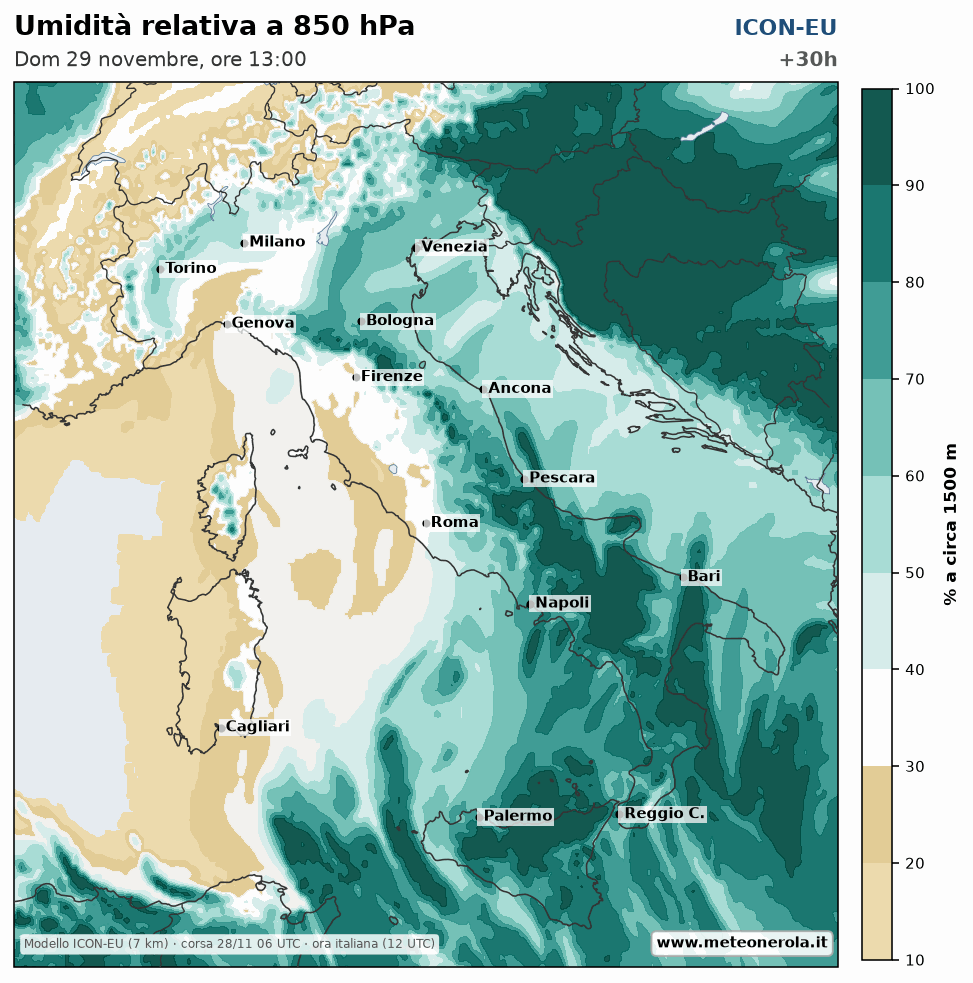 Umidità relativa a 850 hPa
ICON-EU
Dom 29 novembre, ore 13:00
+30h
Milano
Venezia
Torino
Genova
Bologna
Firenze
Ancona
Pescara
Roma
Bari
Napoli
Cagliari
Palermo
Reggio C.
100
90
80
70
60
50
40
30
20
10
% a circa 1500 m
Modello ICON-EU (7 km) · corsa 28/11 06 UTC · ora italiana (12 UTC)
www.meteonerola.it